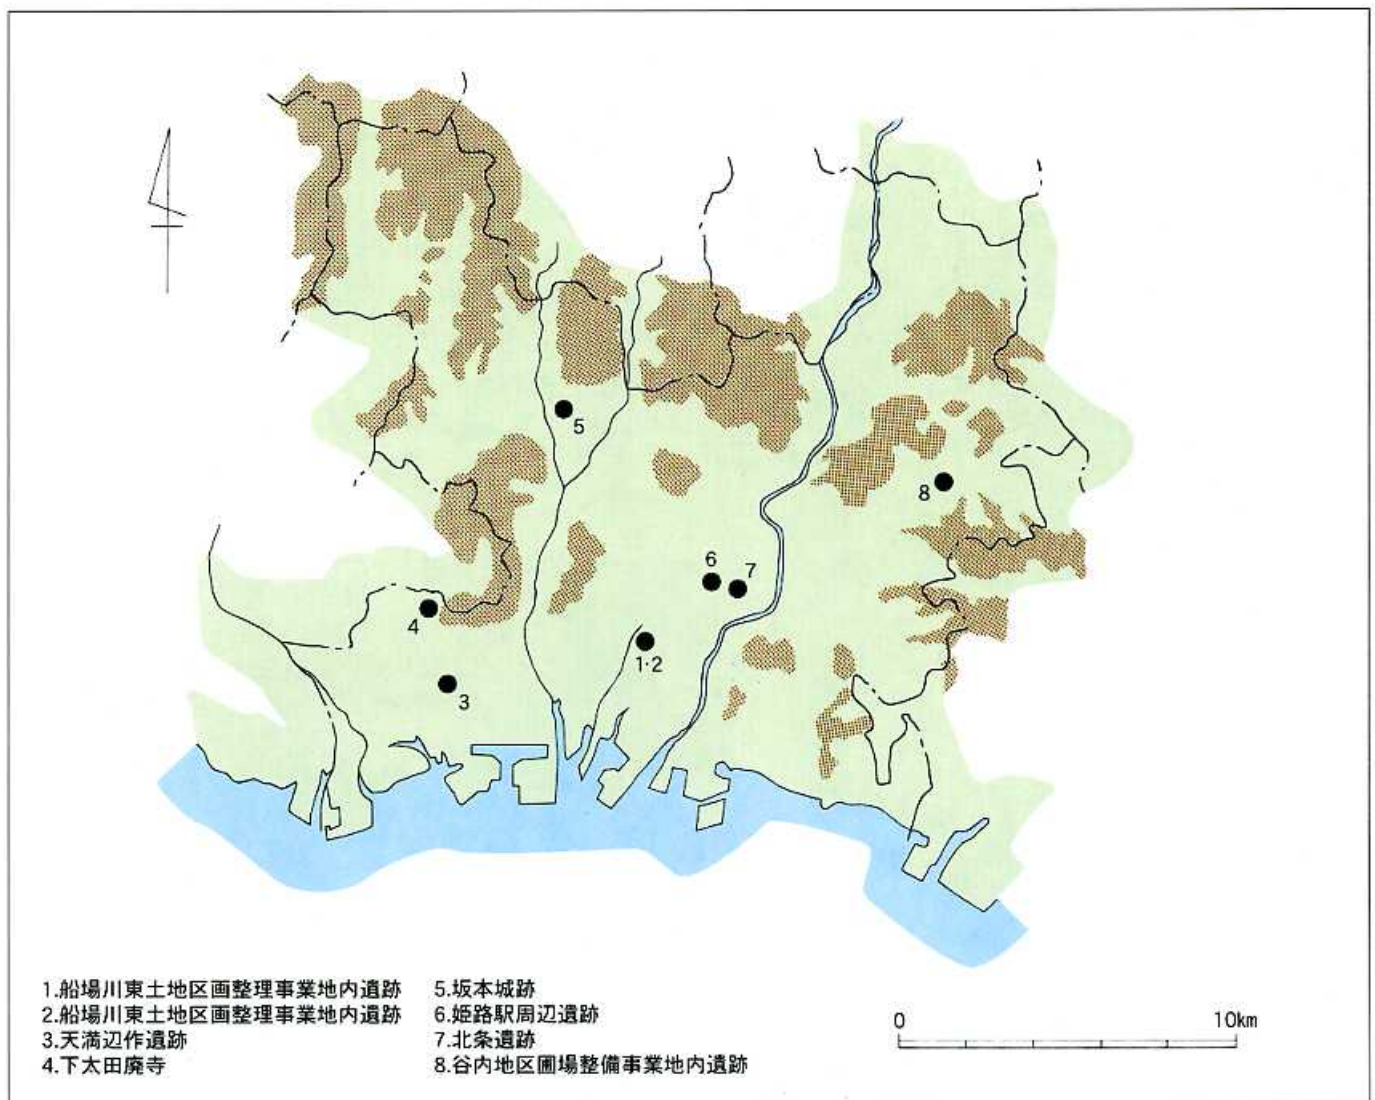 5
8
6
7
4
1·2
3
1.船場川東土地区画整理事業地内遺跡
2.船場川東土地区画整理事業地内遺跡
3.天満辺作遺跡
4.下太田廃寺
5.坂本城跡
6.姫路駅周辺遺跡
7.北条遺跡
8.谷内地区圃場整備事業地内遺跡
0 10km